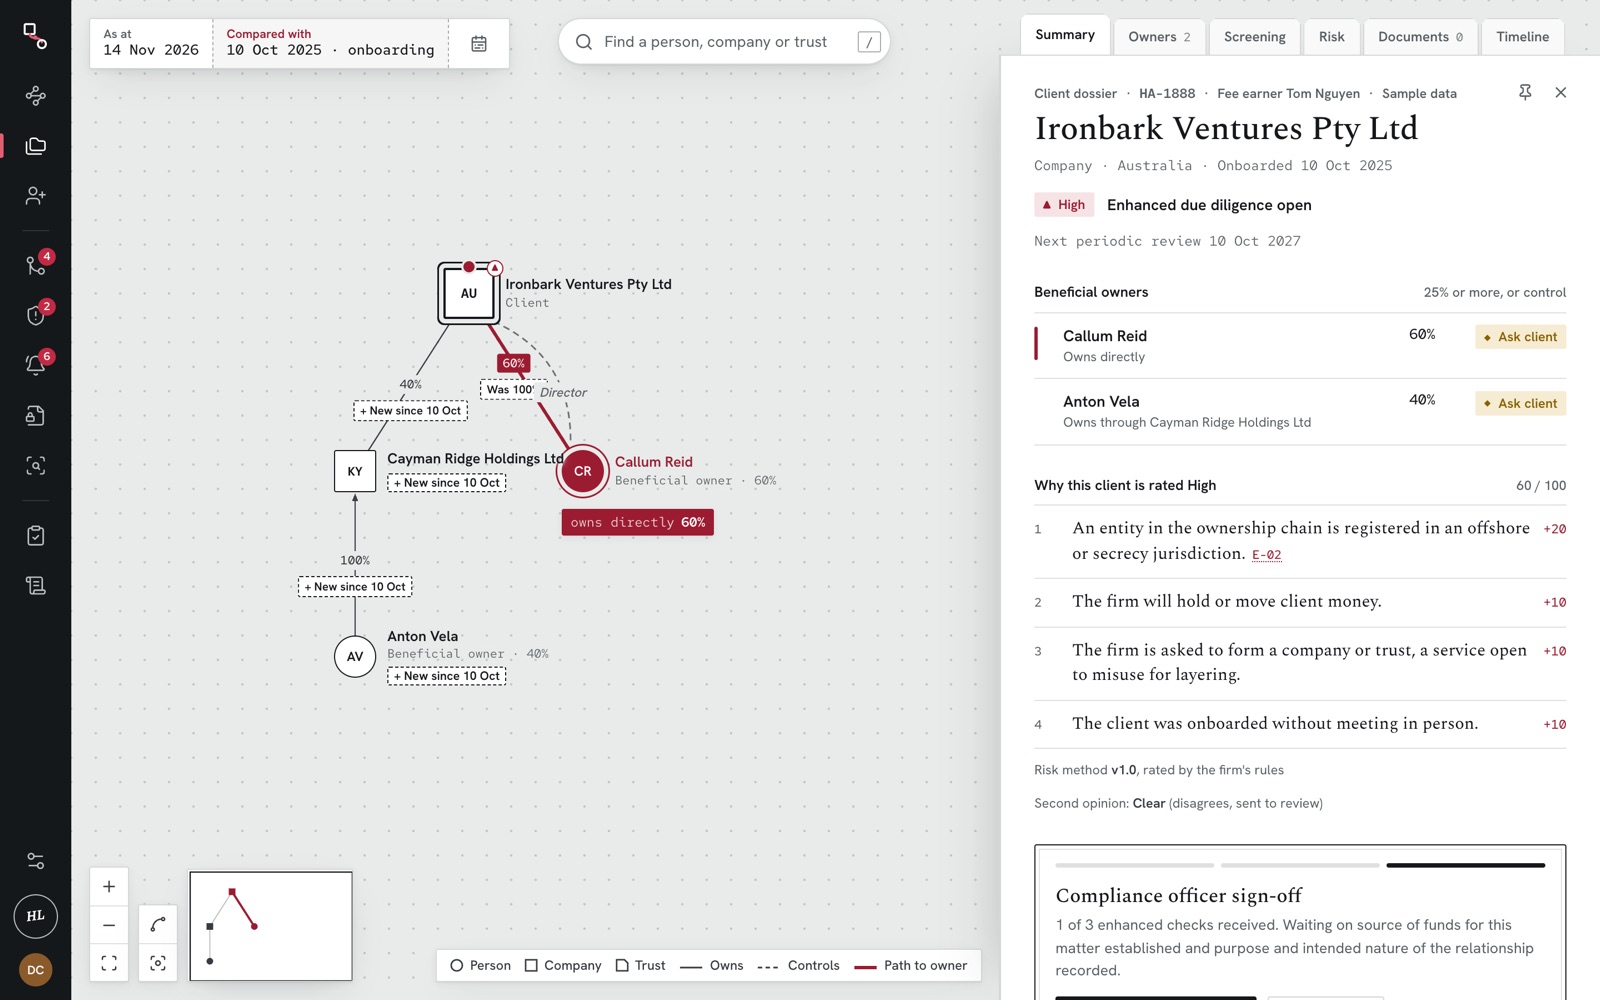 As at
14 Nov 2026
Compared with
10 Oct 2025 · onboarding
Find a person, company or trust
/
Summary
Owners 2
Screening
Risk
Documents 0
Timeline
4
2
6
HL
DC
AU
Ironbark Ventures Pty Ltd
Client
60%
40%
Was 100
Director
+ New since 10 Oct
KY
Cayman Ridge Holdings Ltd
+ New since 10 Oct
CR
Callum Reid
Beneficial owner · 60%
owns directly 60%
100%
+ New since 10 Oct
AV
Anton Vela
Beneficial owner · 40%
+ New since 10 Oct
Person
Company
Trust
Owns
Controls
Path to owner
Client dossier · HA-1888 · Fee earner Tom Nguyen · Sample data
Ironbark Ventures Pty Ltd
Company · Australia · Onboarded 10 Oct 2025
High
Enhanced due diligence open
Next periodic review 10 Oct 2027
Beneficial owners
25% or more, or control
Callum Reid
60%
Ask client
Owns directly
Anton Vela
40%
Ask client
Owns through Cayman Ridge Holdings Ltd
Why this client is rated High
60 / 100
1 An entity in the ownership chain is registered in an offshore +20
or secrecy jurisdiction. E-02
2 The firm will hold or move client money. +10
3 The firm is asked to form a company or trust, a service open +10
to misuse for layering.
4 The client was onboarded without meeting in person. +10
Risk method v1.0, rated by the firm's rules
Second opinion: Clear (disagrees, sent to review)
Compliance officer sign-off
1 of 3 enhanced checks received. Waiting on source of funds for this
matter established and purpose and intended nature of the relationship
recorded.